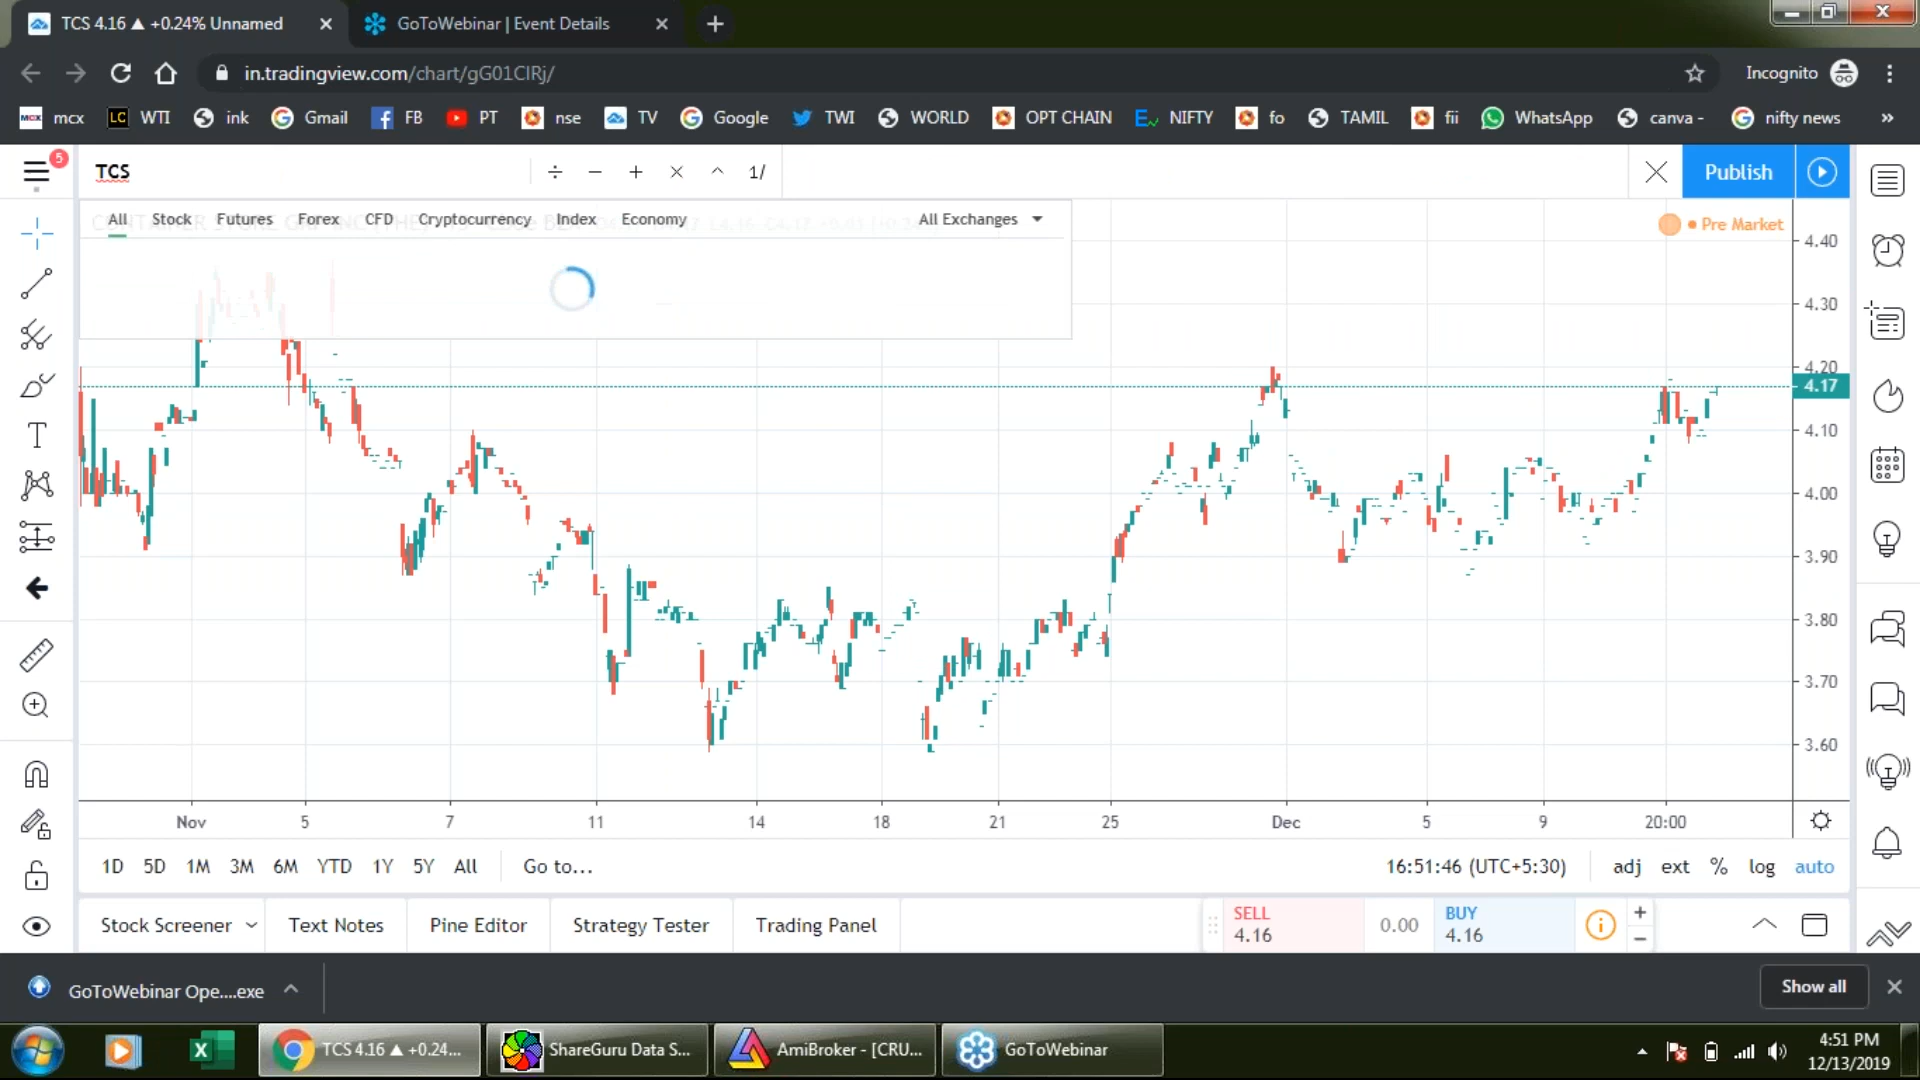 TCS 4.16 ▲ +0.24% Unnamed
GoToWebinar | Event Details
in.tradingview.com/chart/gG01ClRj/
Incognito
mcx WTI ink Gmail FB PT nse TV Google TWI WORLD OPT CHAIN NIFTY fo TAMIL fii WhatsApp canva - nifty news »
5
TCS
÷ − + × ^ 1/
Publish
All Stock Futures Forex CFD Cryptocurrency Index Economy All Exchanges
Pre Market
4.40
4.30
4.20
4.17
4.10
4.00
3.90
3.80
3.70
3.60
Nov 5 7 11 14 18 21 25 Dec 5 9 20:00
1D 5D 1M 3M 6M YTD 1Y 5Y All Go to...
16:51:46 (UTC+5:30) adj ext % log auto
Stock Screener Text Notes Pine Editor Strategy Tester Trading Panel
SELL
4.16
0.00
BUY
4.16
GoToWebinar Ope....exe
Show all
TCS 4.16 ▲ +0.24...
ShareGuru Data S...
AmiBroker - [CRU...
GoToWebinar
4:51 PM
12/13/2019